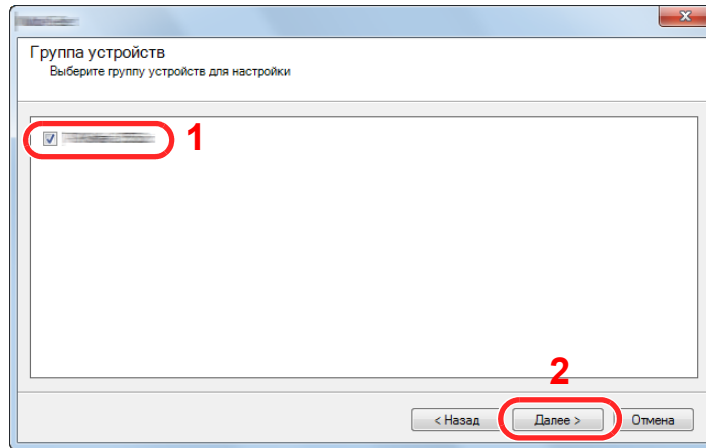 Группа устройств
Выберите группу устройств для настройки
1
2
< Назад
Далее >
Отмена